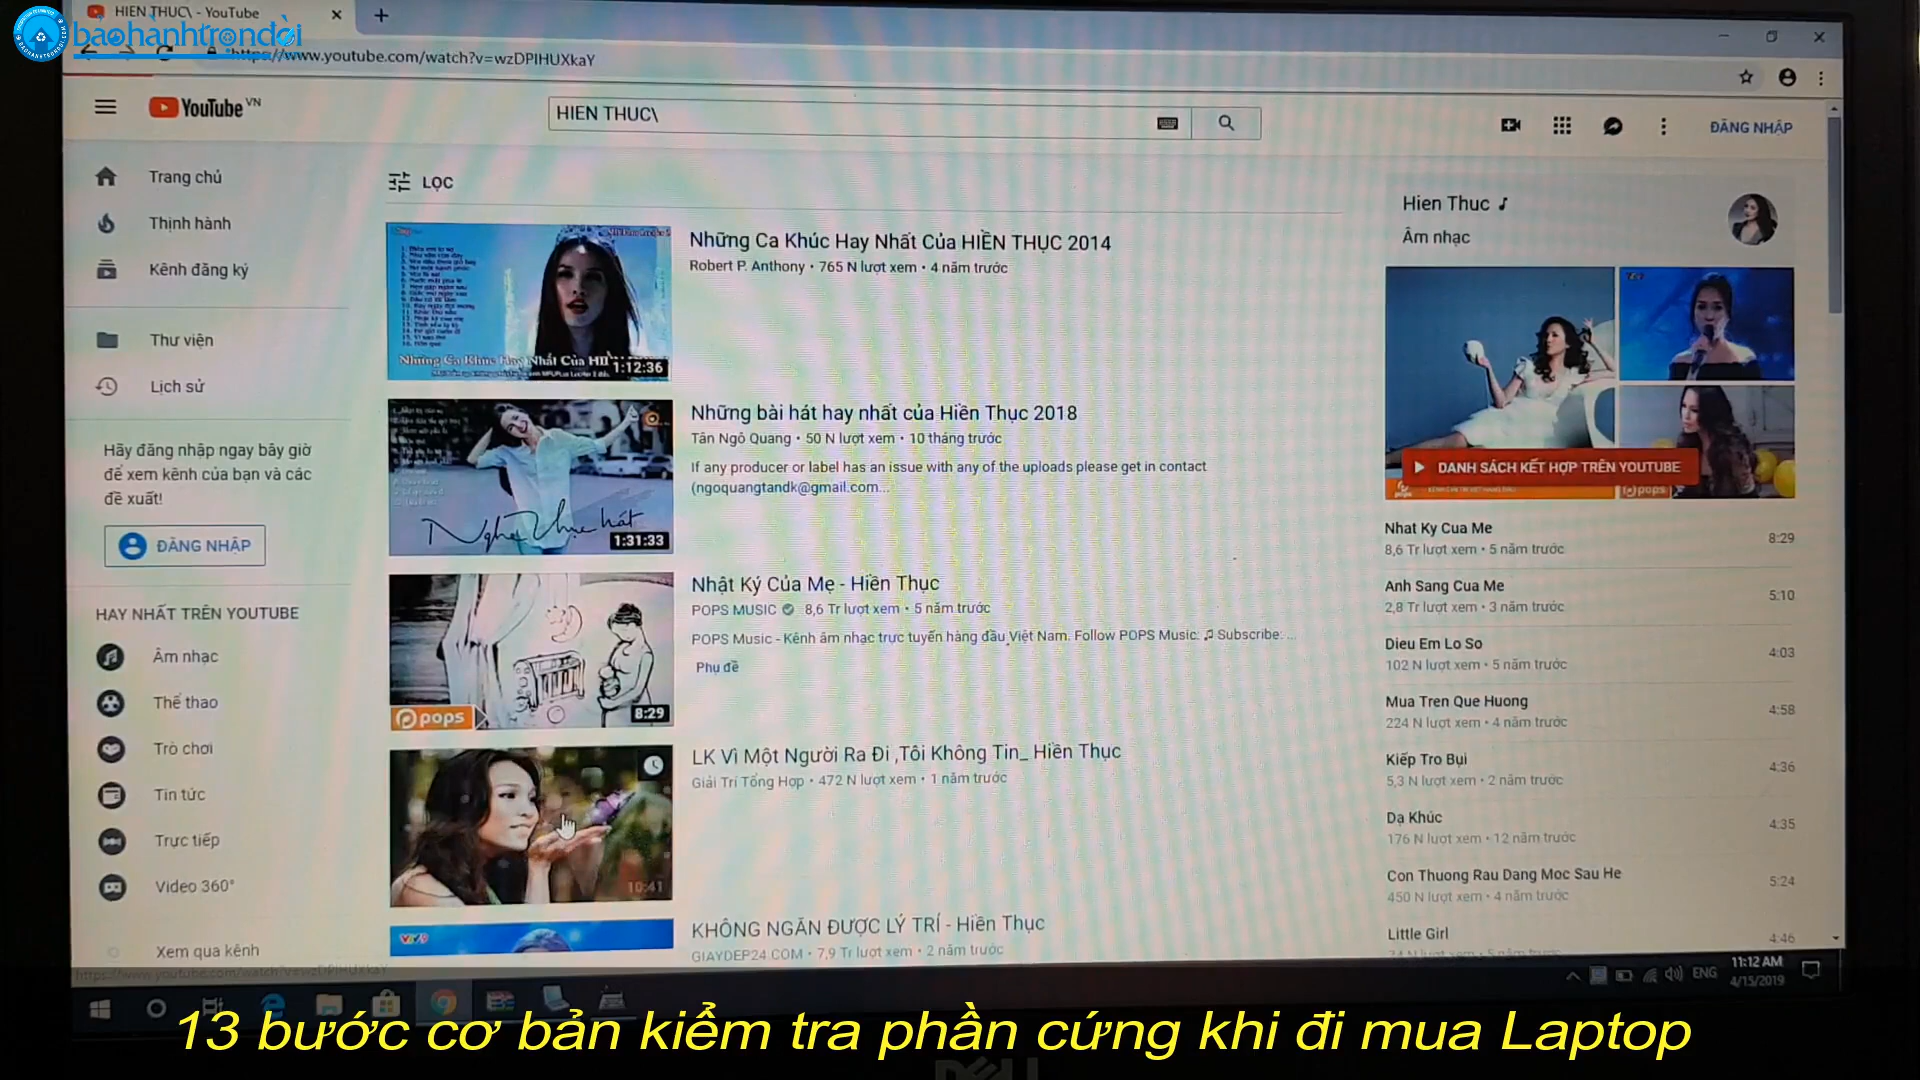 HIEN THUC\ - YouTube
baohanhtrondoi
https://www.youtube.com/watch?v=wzDPIHUXkaY
YouTube VN
HIEN THUC\
ĐĂNG NHẬP
Trang chủ
Thịnh hành
Kênh đăng ký
Thư viện
Lịch sử
Hãy đăng nhập ngay bây giờ
để xem kênh của bạn và các
đề xuất!
ĐĂNG NHẬP
HAY NHẤT TRÊN YOUTUBE
Âm nhạc
Thể thao
Trò chơi
Tin tức
Trực tiếp
Video 360°
Xem qua kênh
LỌC
Những Ca Khúc Hay Nhất Của HIỀN THỤC 2014
Robert P. Anthony • 765 N lượt xem • 4 năm trước
1:12:36
Những bài hát hay nhất của Hiền Thục 2018
Tân Ngô Quang • 50 N lượt xem • 10 tháng trước
If any producer or label has an issue with any of the uploads please get in contact
(ngoquangtandk@gmail.com...
1:31:33
Nhật Ký Của Mẹ - Hiền Thục
POPS MUSIC 8,6 Tr lượt xem • 5 năm trước
POPS Music - Kênh âm nhạc trực tuyến hàng đầu Việt Nam. Follow POPS Music: ♫ Subscribe: ...
Phụ đề
pops
8:29
LK Vì Một Người Ra Đi ,Tôi Không Tin_ Hiền Thục
Giải Trí Tổng Hợp • 472 N lượt xem • 1 năm trước
10:41
KHÔNG NGĂN ĐƯỢC LÝ TRÍ - Hiền Thục
GIAYDEP24.COM • 7,9 Tr lượt xem • 2 năm trước
VTV9
Hien Thuc ♪
Âm nhạc
DANH SÁCH KẾT HỢP TRÊN YOUTUBE
pops
Nhat Ky Cua Me
8,6 Tr lượt xem • 5 năm trước
8:29
Anh Sang Cua Me
2,8 Tr lượt xem • 3 năm trước
5:10
Dieu Em Lo So
102 N lượt xem • 5 năm trước
4:03
Mua Tren Que Huong
224 N lượt xem • 4 năm trước
4:58
Kiếp Tro Bụi
5,3 N lượt xem • 2 năm trước
4:36
Dạ Khúc
176 N lượt xem • 12 năm trước
4:35
Con Thuong Rau Dang Moc Sau He
450 N lượt xem • 4 năm trước
5:24
Little Girl
4:46
https://www.youtube.com/watch?v=wzDPIHUXkaY
ENG
11:12 AM
4/15/2019
13 bước cơ bản kiểm tra phần cứng khi đi mua Laptop
DELL